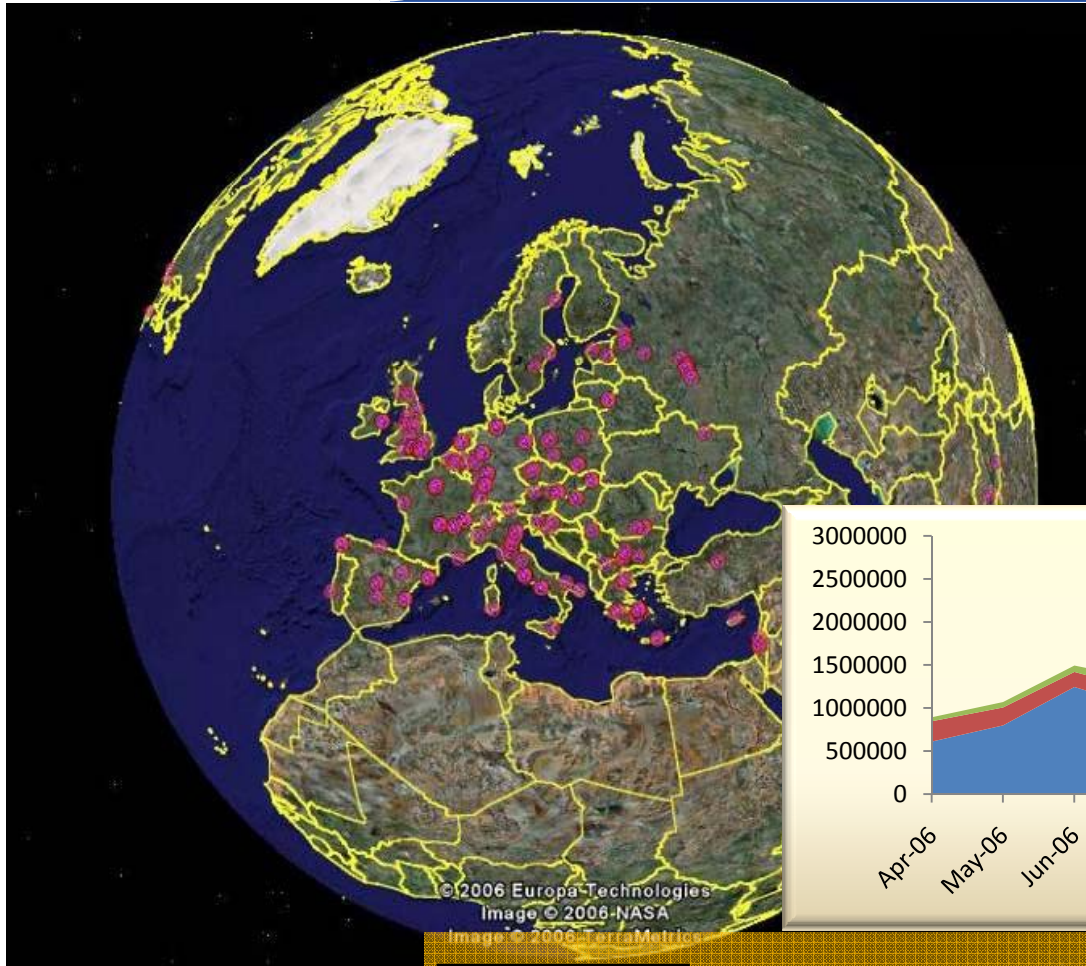 3000000
2500000
2000000
1500000
1000000
500000
0
Apr-06
May-06
Jun-06
© 2006 Europa Technologies
Image © 2006 NASA
Image © 2006 TerraMetrics